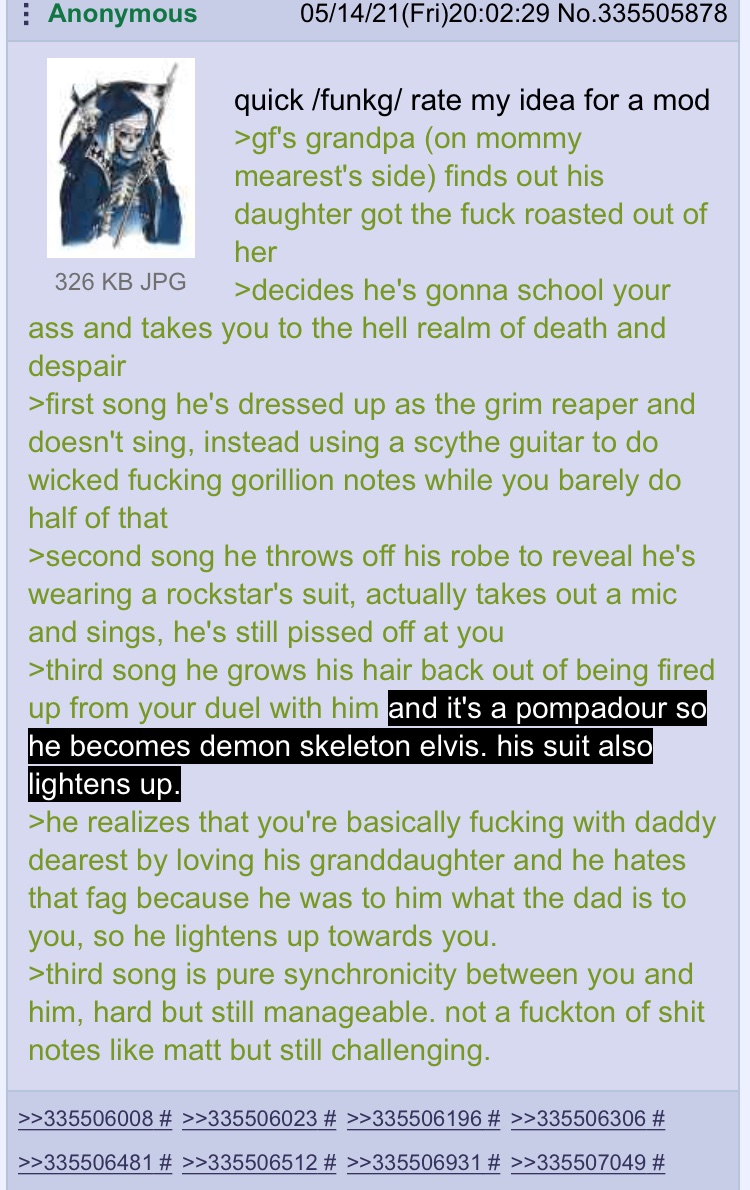 Anonymous 05/14/21(Fri)20:02:29 No.335505878
quick /funkg/ rate my idea for a mod
>gf's grandpa (on mommy
mearest's side) finds out his
daughter got the fuck roasted out of
her
326 KB JPG
>decides he's gonna school your
ass and takes you to the hell realm of death and
despair
>first song he's dressed up as the grim reaper and
doesn't sing, instead using a scythe guitar to do
wicked fucking gorillion notes while you barely do
half of that
>second song he throws off his robe to reveal he's
wearing a rockstar's suit, actually takes out a mic
and sings, he's still pissed off at you
>third song he grows his hair back out of being fired
up from your duel with him and it's a pompadour so
he becomes demon skeleton elvis. his suit also
lightens up.
>he realizes that you're basically fucking with daddy
dearest by loving his granddaughter and he hates
that fag because he was to him what the dad is to
you, so he lightens up towards you.
>third song is pure synchronicity between you and
him, hard but still manageable. not a fuckton of shit
notes like matt but still challenging.
>>335506008 # >>335506023 # >>335506196 # >>335506306 #
>>335506481 # >>335506512 # >>335506931 # >>335507049 #